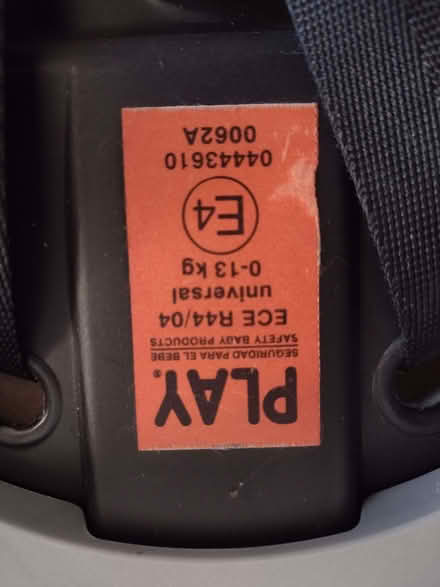 PLAY®
SEGURIDAD PARA EL BEBE
SAFETY BABY PRODUCTS
ECE R44/04
universal
0-13 kg
E4
04443610
0062A